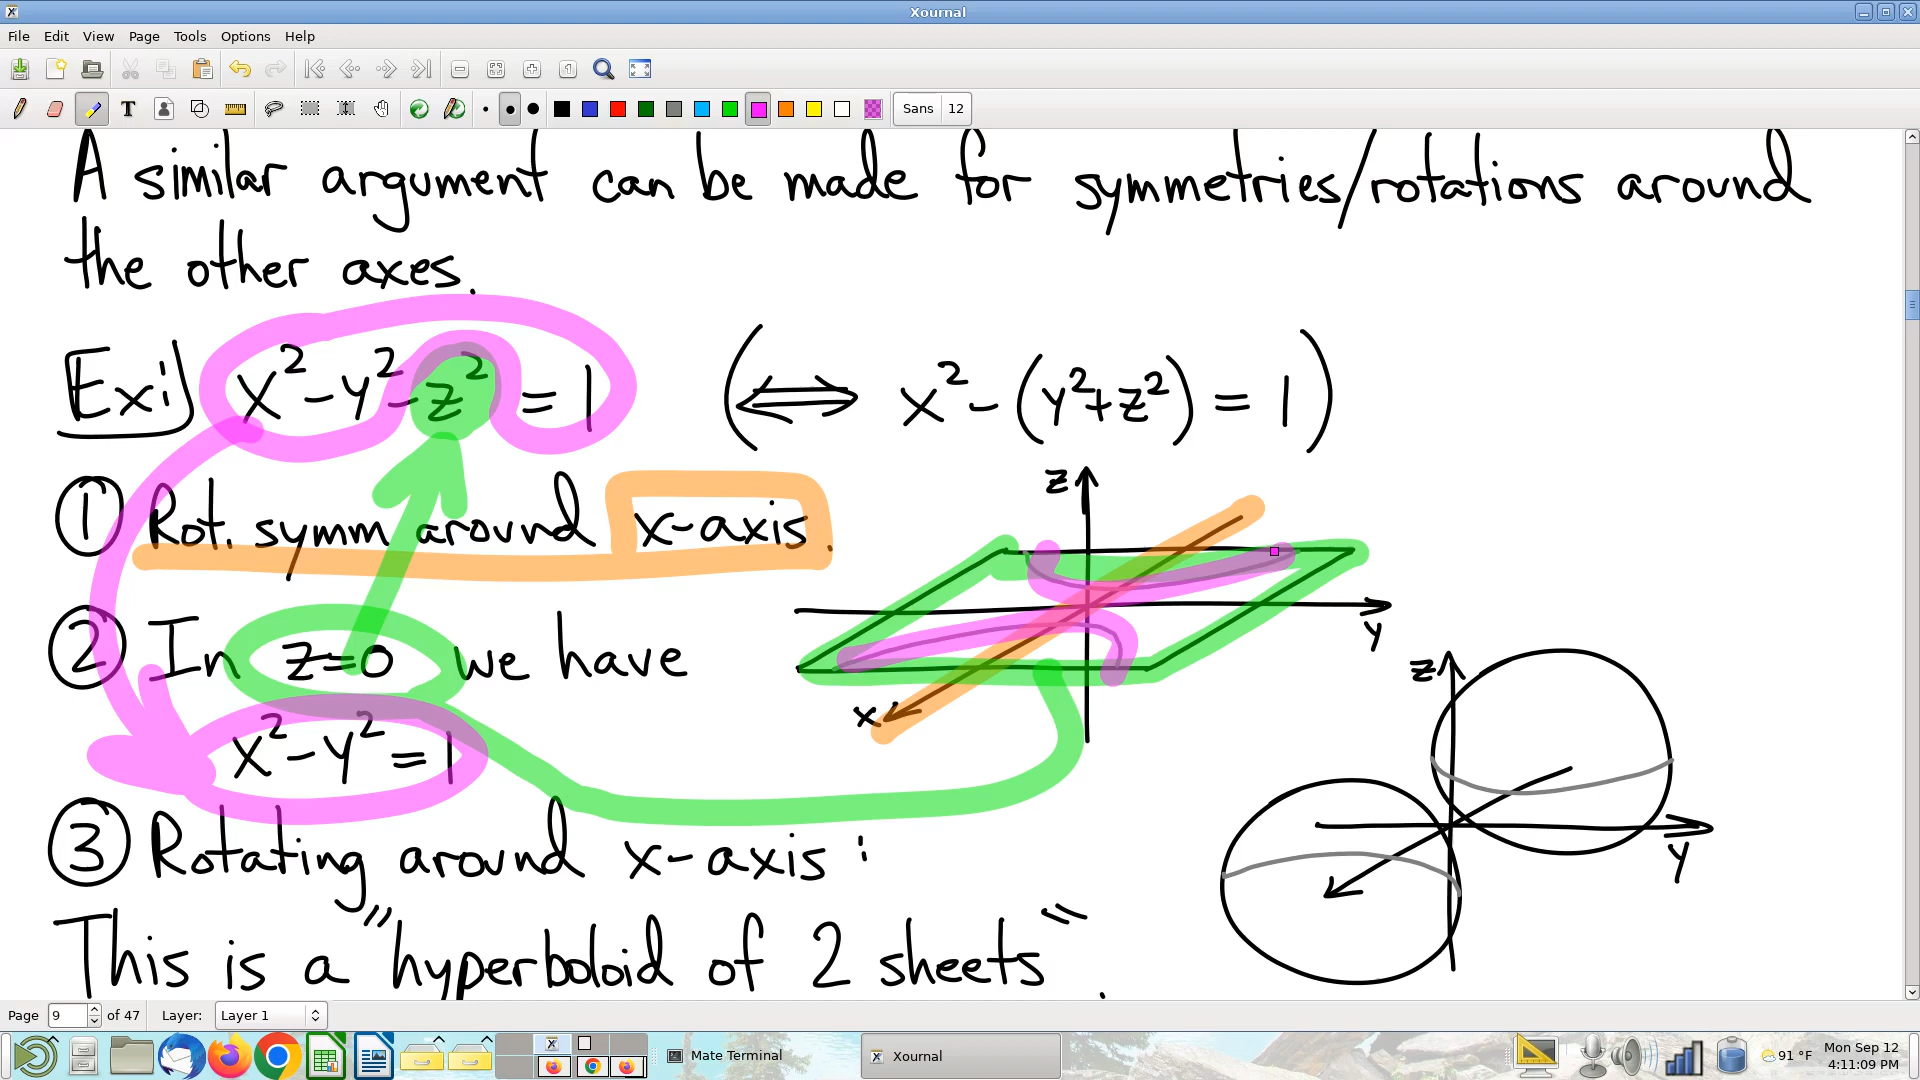 Xournal
File Edit View Page Tools Options Help
Sans 12
A similar argument can be made for symmetries/rotations around
the other axes.
Ex: x² - y² - z² = 1 (⟺ x² - (y² + z²) = 1)
① Rot. symm around x-axis.
② In z=0 we have
x² - y² = 1
z
y
x
③ Rotating around x-axis:
z
y
This is a "hyperboloid of 2 sheets".
Page 9 of 47 Layer: Layer 1
Mate Terminal
Xournal
91 °F
Mon Sep 12
4:11:09 PM